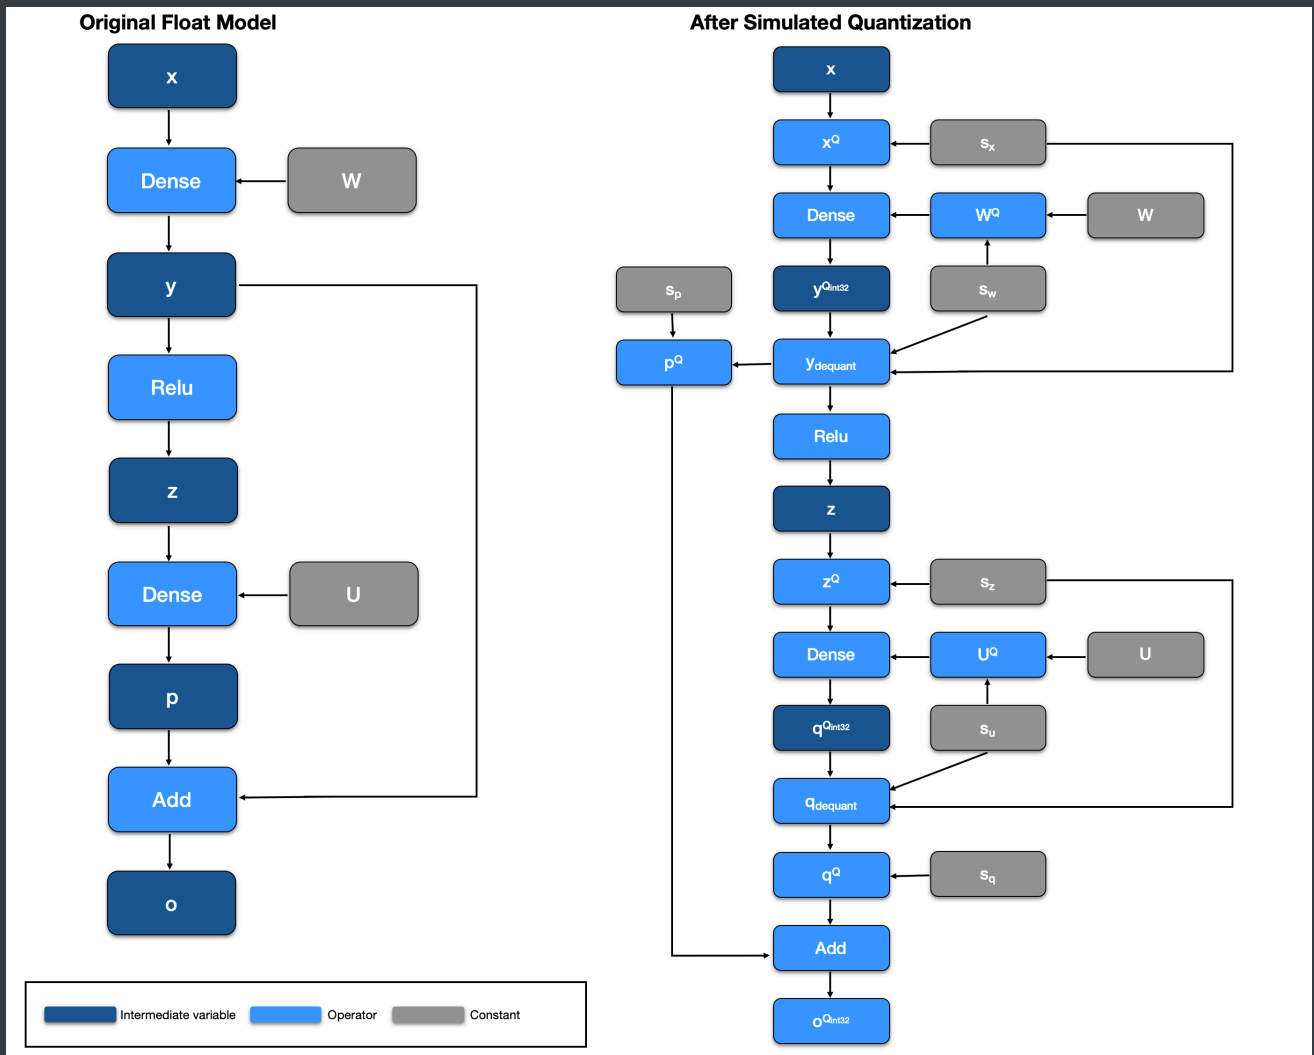 Original Float Model
x
Dense
W
y
Relu
z
Dense
U
p
Add
o
Intermediate variable
Operator
Constant
After Simulated Quantization
x
xQ
sx
Dense
WQ
W
sp
yQint32
sw
pQ
ydequant
Relu
z
zQ
sz
Dense
UQ
U
qQint32
su
qdequant
qQ
sq
Add
oQint32